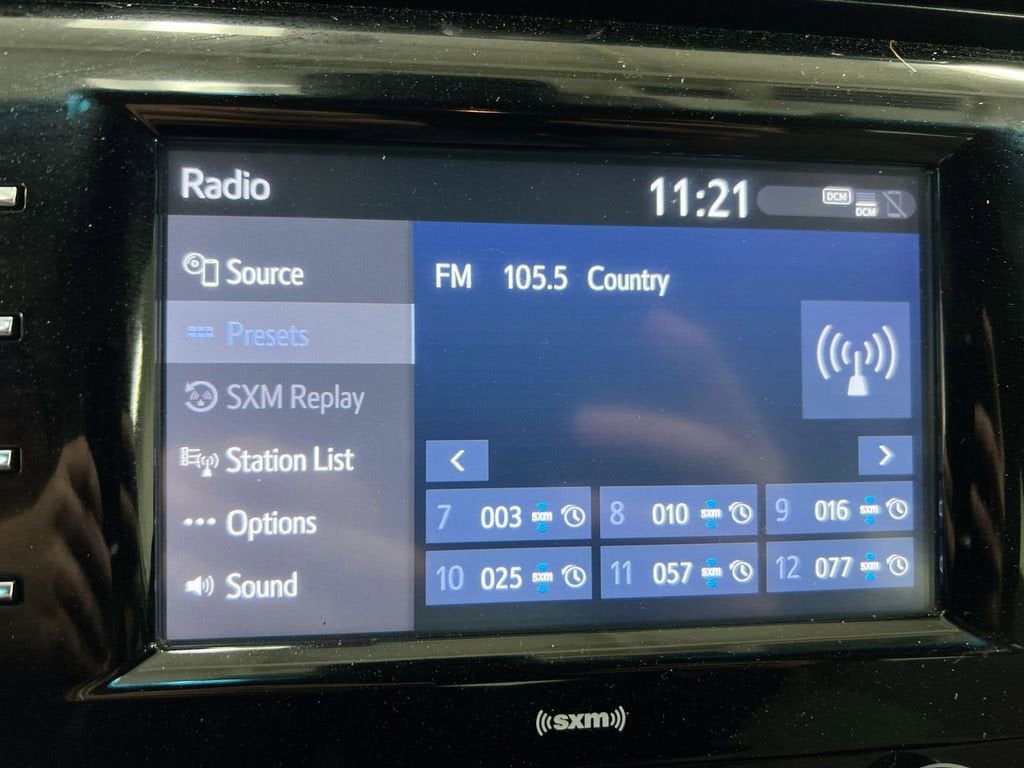 Radio 11:21 DCM DCM
Source
FM 105.5 Country
Presets
SXM Replay
Station List
Options
Sound
7 003 sxm 8 010 sxm 9 016 sxm
10 025 sxm 11 057 sxm 12 077 sxm
sxm